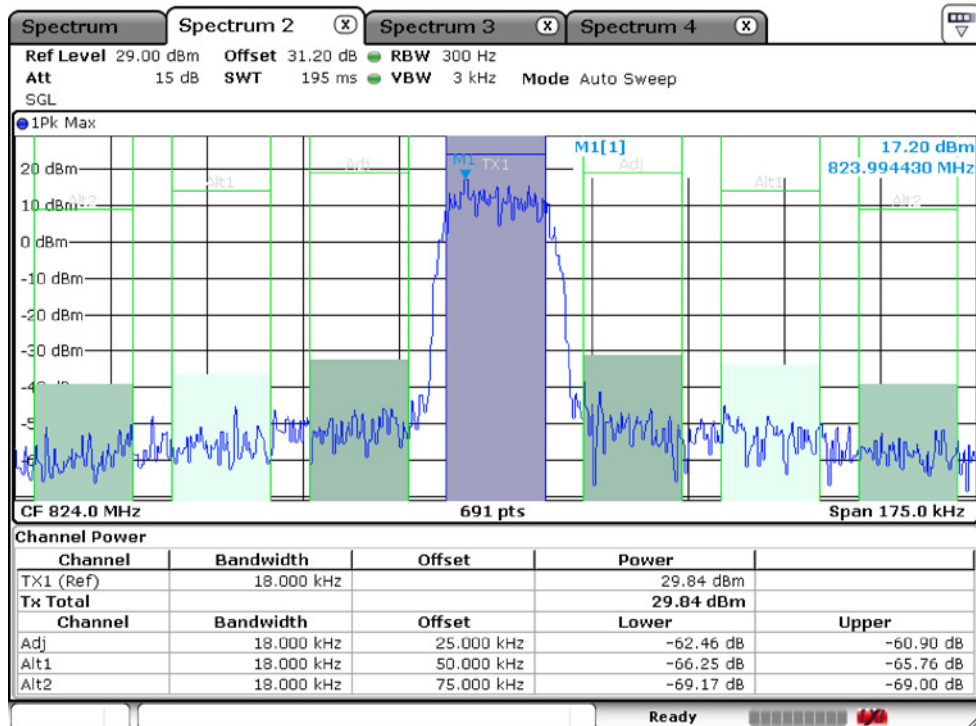 Spectrum Spectrum 2 X Spectrum 3 X Spectrum 4 X
Ref Level 29.00 dBm Offset 31.20 dB RBW 300 Hz
Att 15 dB SWT 195 ms VBW 3 kHz Mode Auto Sweep
SGL
1Pk Max
M1[1] 17.20 dBm
823.994430 MHz
20 dBm
Adj M1 TX1 Adj
Alt1 Alt1
10 dBm Alt2 Alt2
0 dBm
-10 dBm
-20 dBm
-30 dBm
CF 824.0 MHz 691 pts Span 175.0 kHz
Channel Power
Channel Bandwidth Offset Power
TX1 (Ref) 18.000 kHz 29.84 dBm
Tx Total 29.84 dBm
Channel Bandwidth Offset Lower Upper
Adj 18.000 kHz 25.000 kHz -62.46 dB -60.90 dB
Alt1 18.000 kHz 50.000 kHz -66.25 dB -65.76 dB
Alt2 18.000 kHz 75.000 kHz -69.17 dB -69.00 dB
Ready